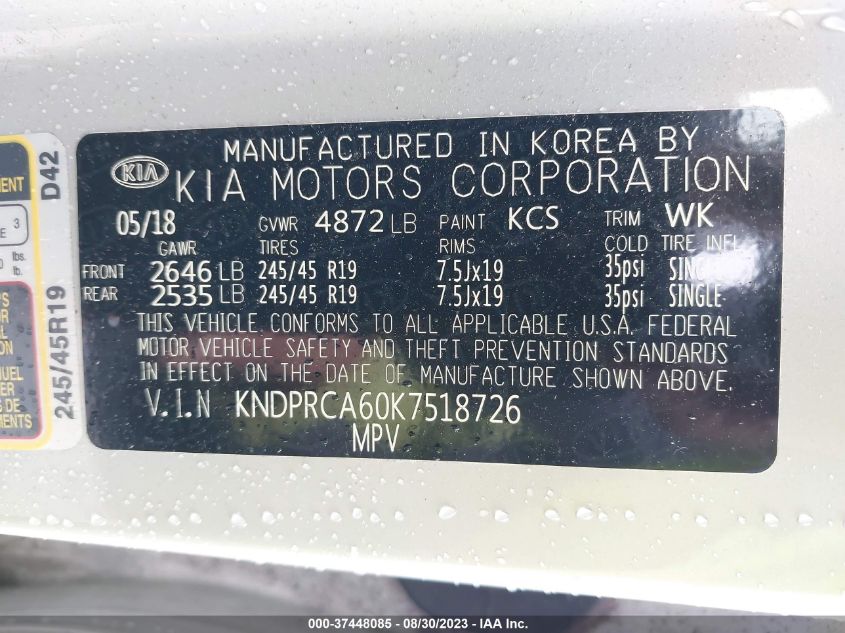 MANUFACTURED IN KOREA BY
KIA KIA MOTORS CORPORATION
05/18 GVWR 4872 LB PAINT KCS TRIM WK
GAWR TIRES RIMS COLD TIRE INFL
FRONT 2646 LB 245/45 R19 7.5Jx19 35psi SINGLE
REAR 2535 LB 245/45 R19 7.5Jx19 35psi SINGLE
THIS VEHICLE CONFORMS TO ALL APPLICABLE U.S.A. FEDERAL
MOTOR VEHICLE SAFETY AND THEFT PREVENTION STANDARDS
IN EFFECT ON THE DATE OF MANUFACTURE SHOWN ABOVE.
V.I.N KNDPRCA60K7518726
MPV
D42
245/45R19
3
lbs.
lb.
000-37448085 - 08/30/2023 - IAA Inc.